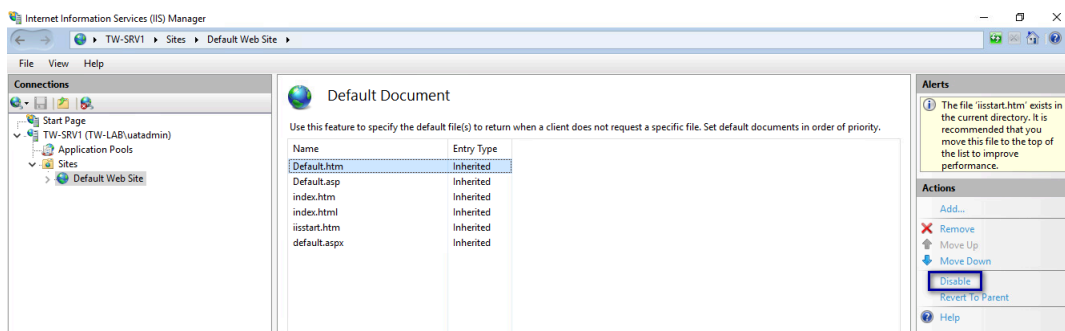 Internet Information Services (IIS) Manager
TW-SRV1 Sites Default Web Site
File View Help
Connections
Start Page
TW-SRV1 (TW-LAB\uatadmin)
Application Pools
Sites
Default Web Site
Default Document
Use this feature to specify the default file(s) to return when a client does not request a specific file. Set default documents in order of priority.
Name Entry Type
Default.htm Inherited
Default.asp Inherited
index.htm Inherited
index.html Inherited
iisstart.htm Inherited
default.aspx Inherited
Alerts
The file 'iisstart.htm' exists in
the current directory. It is
recommended that you
move this file to the top of
the list to improve
performance.
Actions
Add...
Remove
Move Up
Move Down
Disable
Revert To Parent
Help